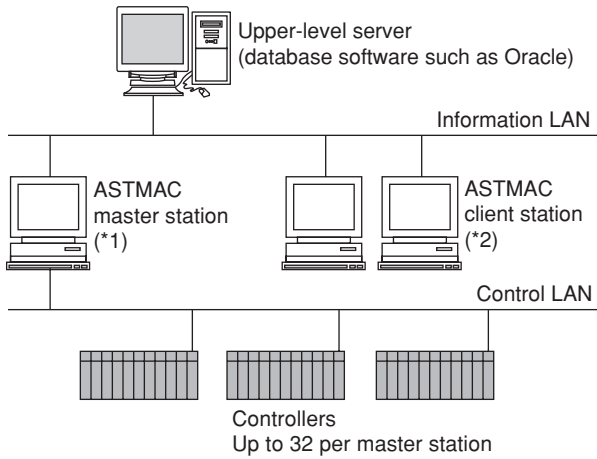 Upper-level server
(database software such as Oracle)
Information LAN
ASTMAC
master station
(*1)
ASTMAC
client station
(*2)
Control LAN
Controllers
Up to 32 per master station